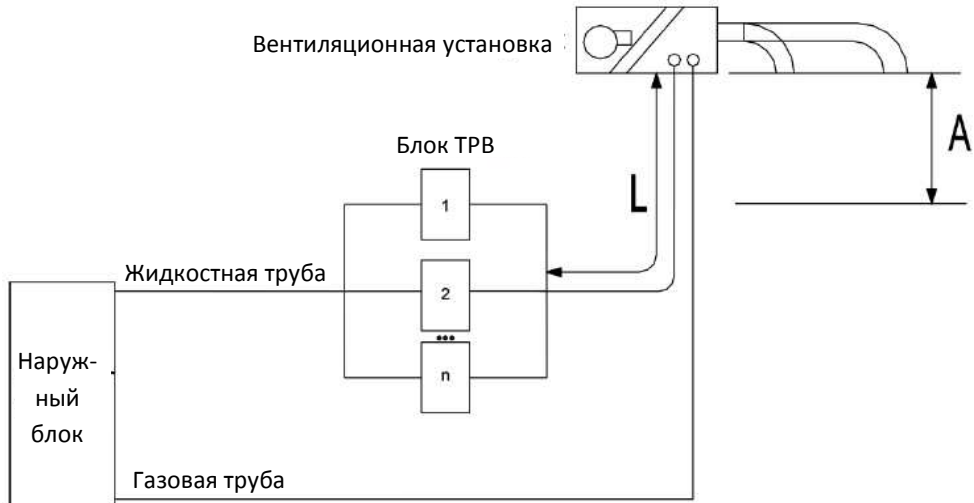 Вентиляционная установка :
Блок ТРВ
1
L
A
Жидкостная труба
2
•••
n
Наруж-
ный
блок
Газовая труба